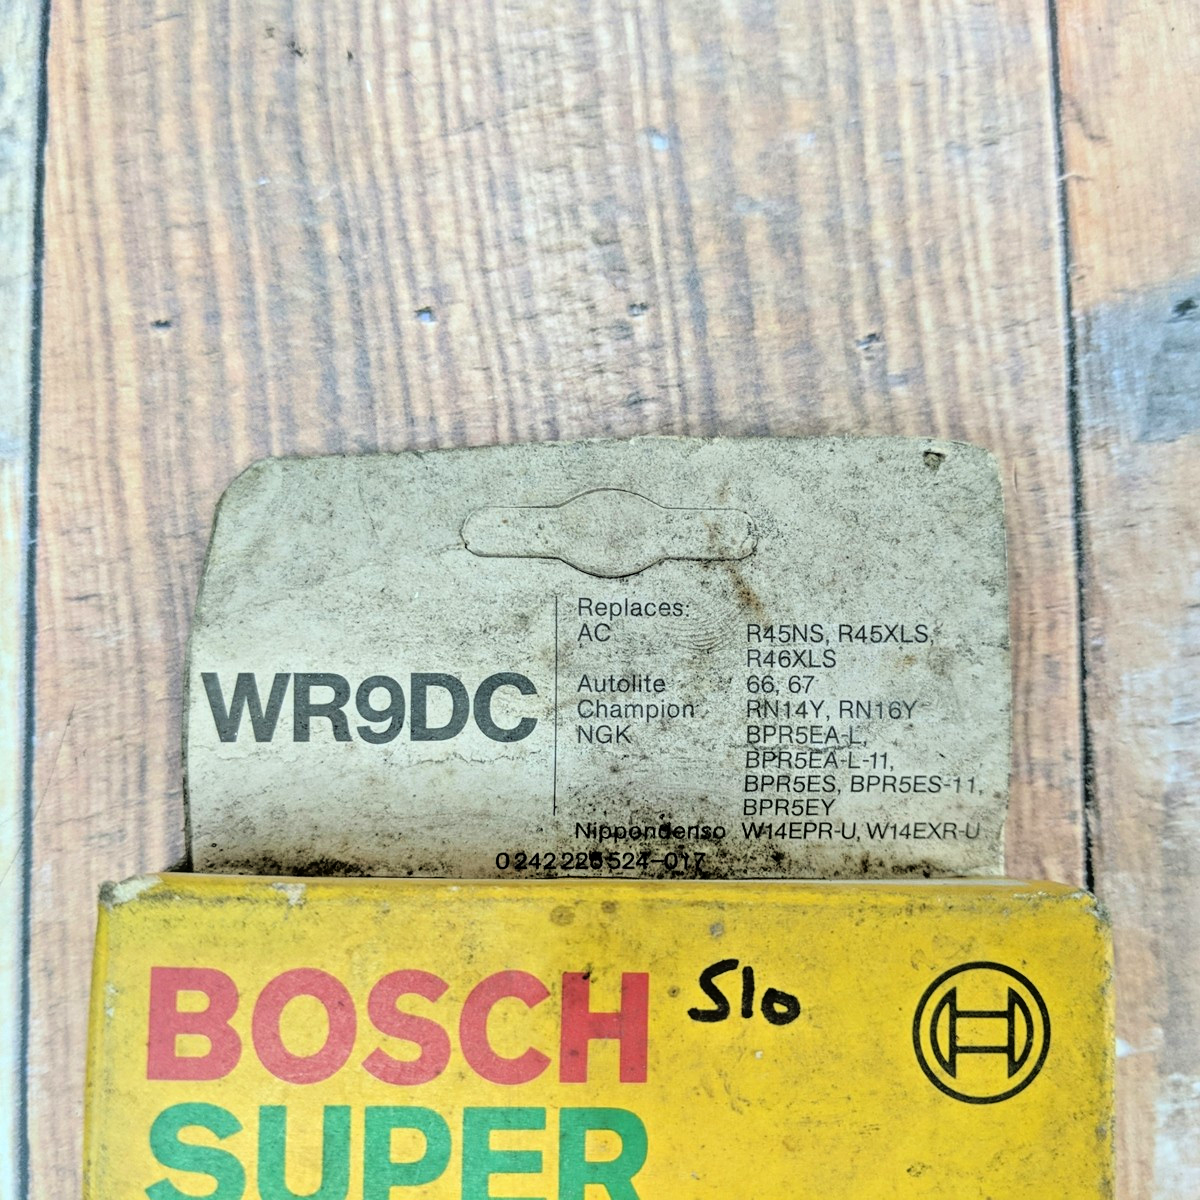 Replaces:
AC R45NS, R45XLS,
R46XLS
Autolite 66, 67
Champion RN14Y, RN16Y
NGK BPR5EA-L,
BPR5EA-L-11,
BPR5ES, BPR5ES-11,
BPR5EY
Nippondenso W14EPR-U, W14EXR-U
WR9DC
0 242 225 524-017
BOSCH
S10
SUPER